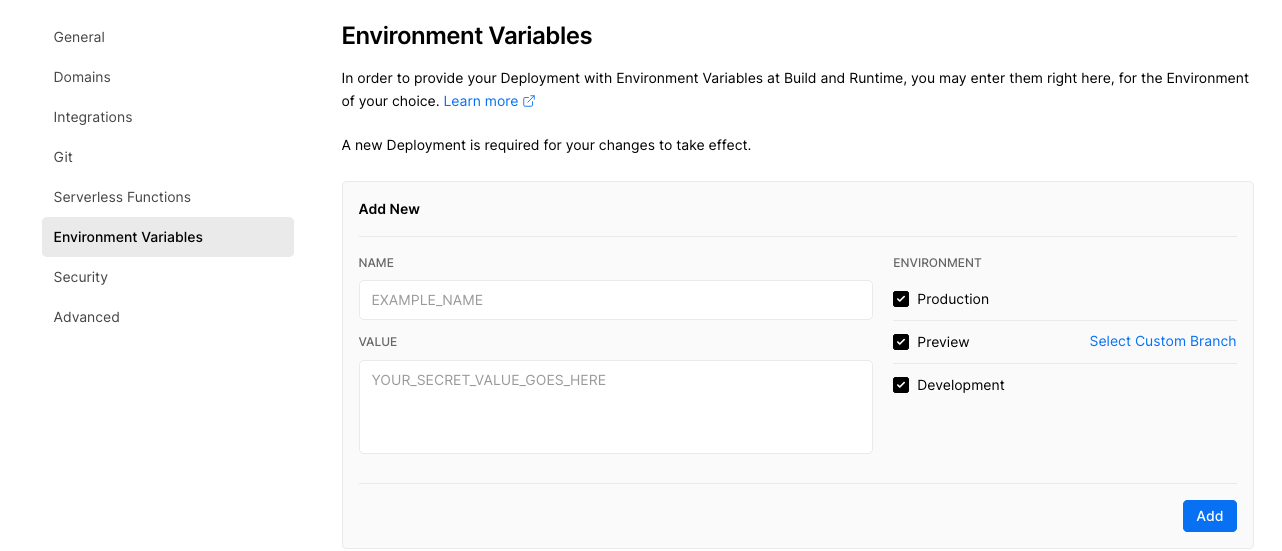 General
Domains
Integrations
Git
Serverless Functions
Environment Variables
Security
Advanced
Environment Variables
In order to provide your Deployment with Environment Variables at Build and Runtime, you may enter them right here, for the Environment
of your choice. Learn more
A new Deployment is required for your changes to take effect.
Add New
NAME
EXAMPLE_NAME
VALUE
YOUR_SECRET_VALUE_GOES_HERE
ENVIRONMENT
Production
Preview Select Custom Branch
Development
Add